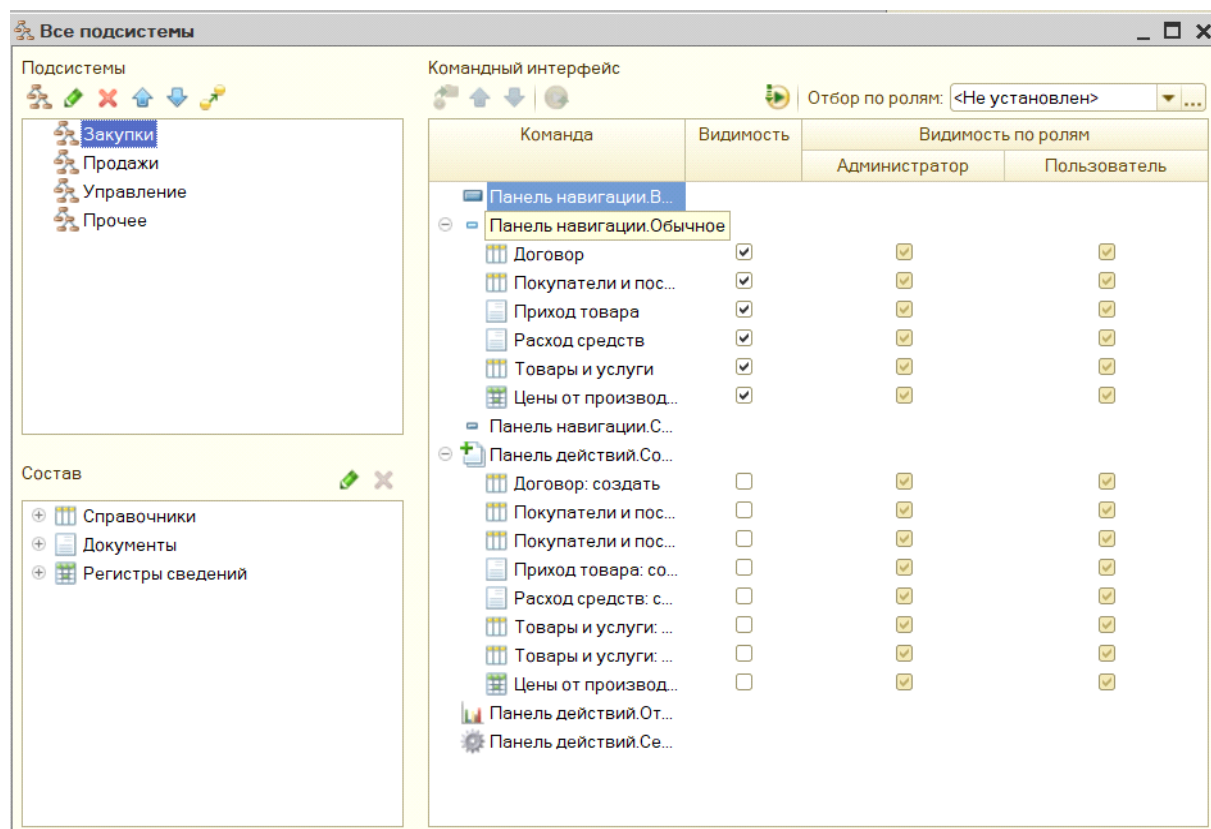 Все подсистемы
Подсистемы
Закупки
Продажи
Управление
Прочее
Состав
Справочники
Документы
Регистры сведений
Командный интерфейс
Отбор по ролям: <Не установлен>
Команда Видимость Видимость по ролям
Администратор Пользователь
Панель навигации.В...
Панель навигации.Обычное
Договор
Покупатели и пос...
Приход товара
Расход средств
Товары и услуги
Цены от производ...
Панель навигации.С...
Панель действий.Со...
Договор: создать
Покупатели и пос...
Покупатели и пос...
Приход товара: со...
Расход средств: с...
Товары и услуги: ...
Товары и услуги: ...
Цены от производ...
Панель действий.От...
Панель действий.Се...